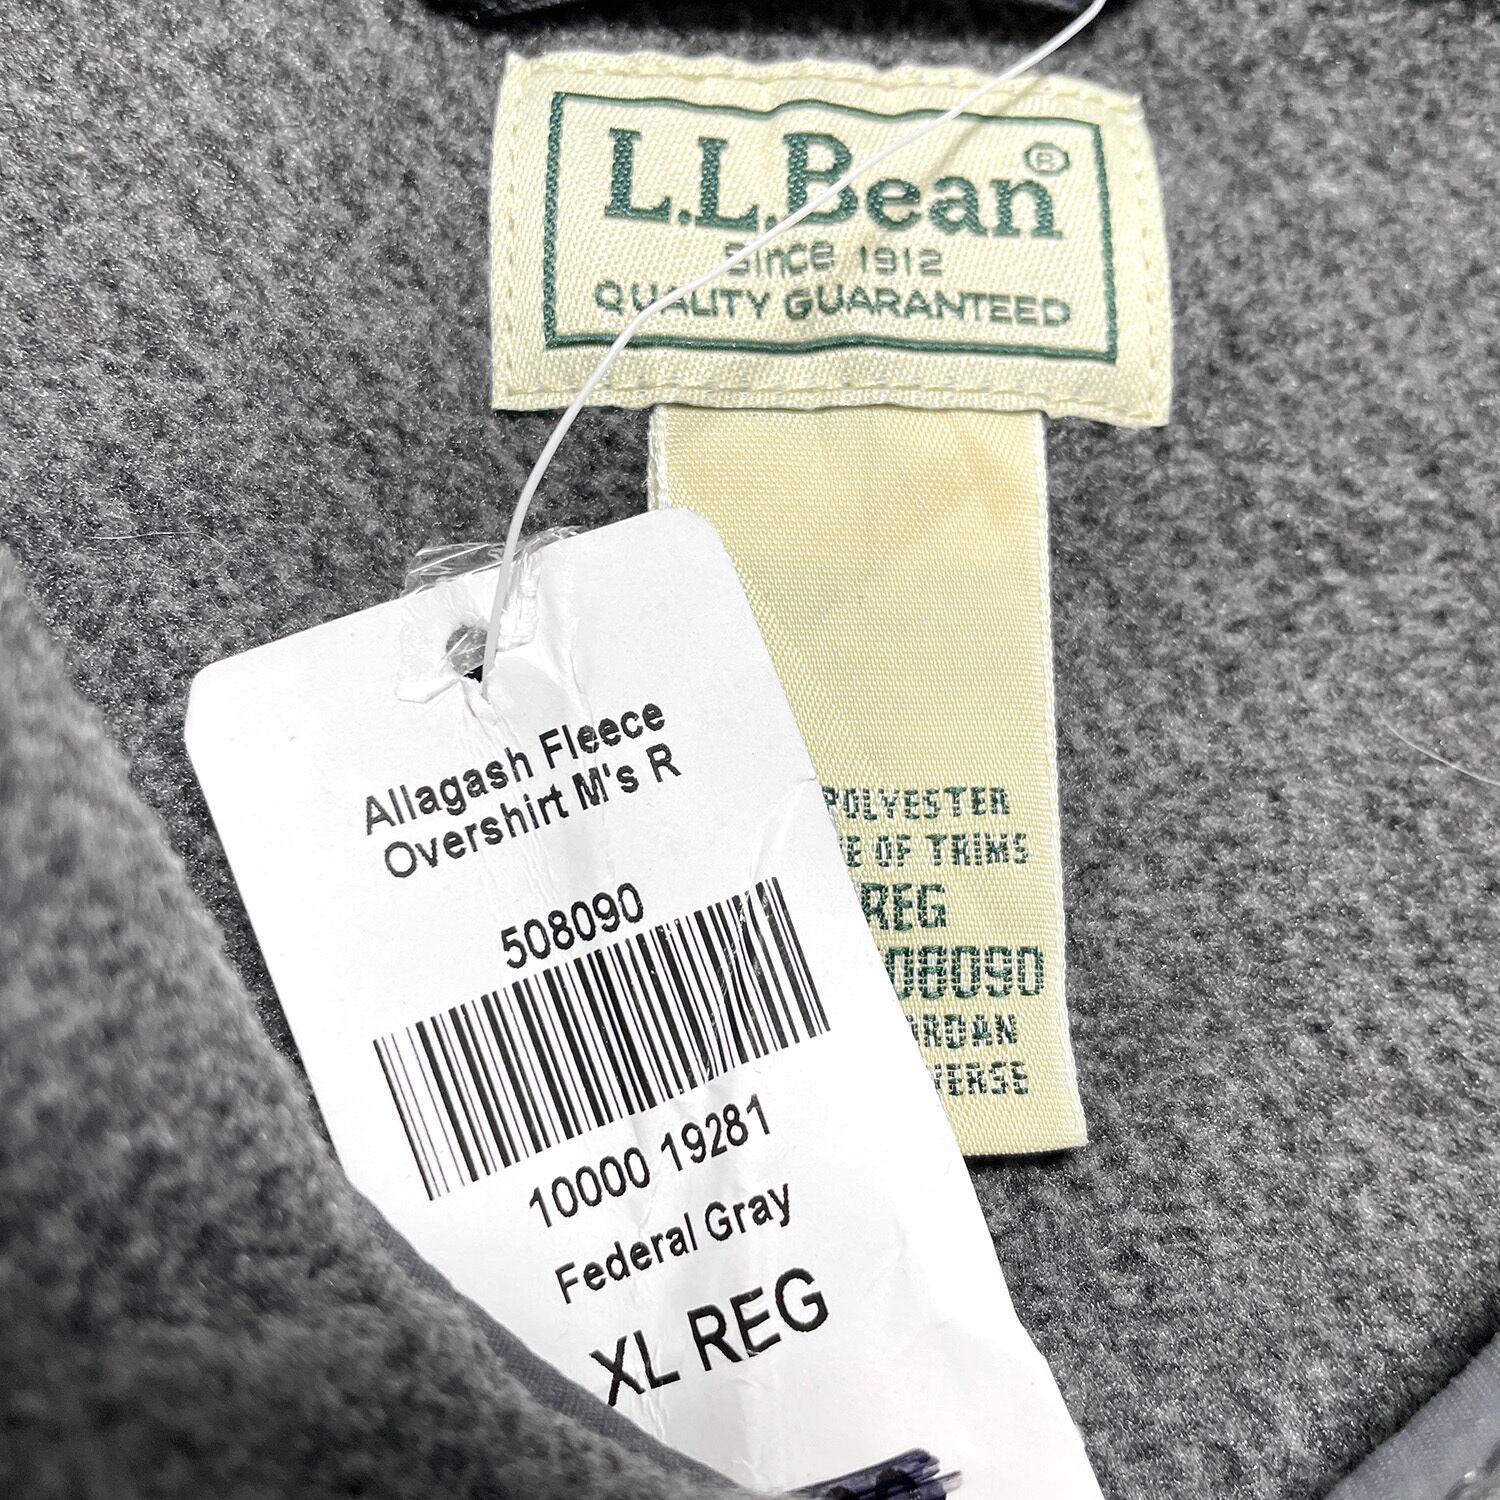 L.L.Bean®
Since 1912
QUALITY GUARANTEED
Allagash Fleece
Overshirt M's R
508090
10000 19281
Federal Gray
XL REG
POLYESTER
E OF TRIMS
REG
08090
RDAN
VERSE